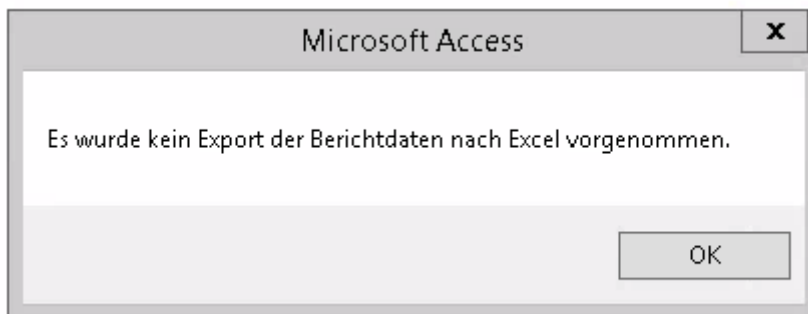 Microsoft Access
x
Es wurde kein Export der Berichtdaten nach Excel vorgenommen.
OK